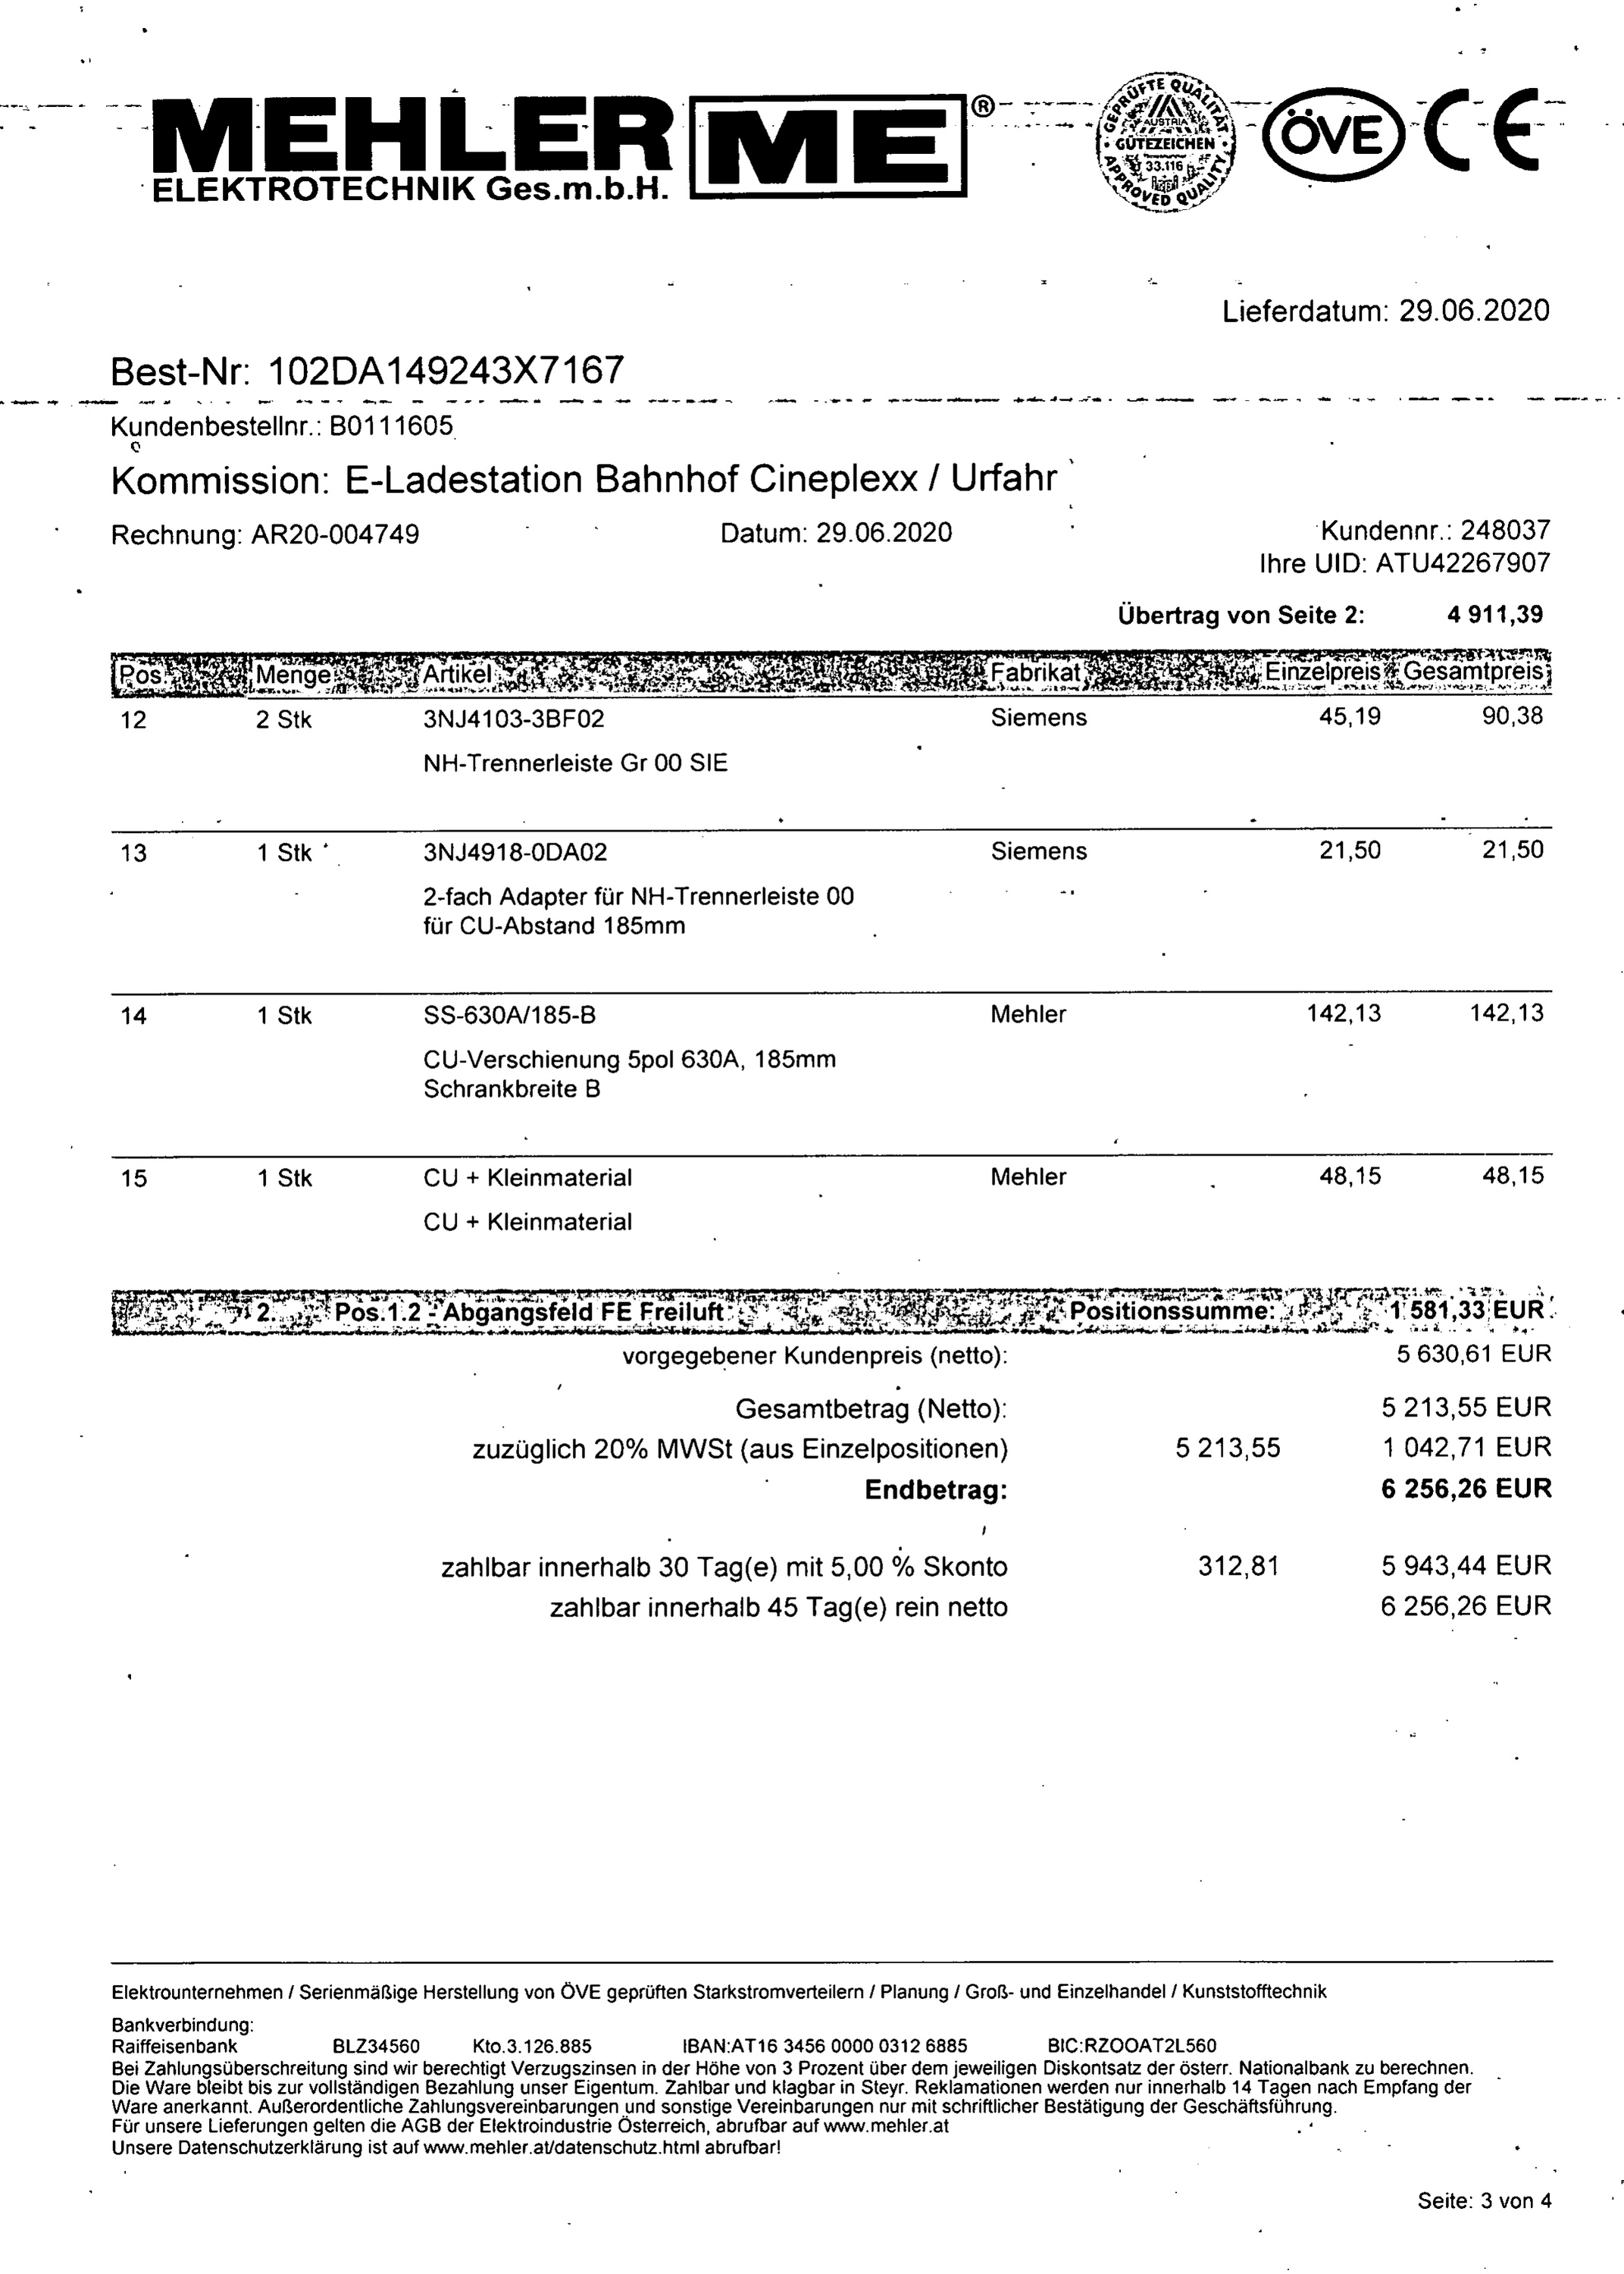 MEHLER ME ®
ELEKTROTECHNIK Ges.m.b.H.
GEPRÜFTE QUALITÄT
AUSTRIA
GÜTEZEICHEN
33.116
APPROVED QUALITY
ÖVE CE
Lieferdatum: 29.06.2020
Best-Nr: 102DA149243X7167
Kundenbestellnr.: B0111605
Kommission: E-Ladestation Bahnhof Cineplexx / Urfahr
Rechnung: AR20-004749 Datum: 29.06.2020 Kundennr.: 248037
Ihre UID: ATU42267907
Übertrag von Seite 2: 4 911,39
Pos. Menge Artikel Fabrikat Einzelpreis Gesamtpreis
12 2 Stk 3NJ4103-3BF02 Siemens 45,19 90,38
NH-Trennerleiste Gr 00 SIE
13 1 Stk 3NJ4918-0DA02 Siemens 21,50 21,50
2-fach Adapter für NH-Trennerleiste 00
für CU-Abstand 185mm
14 1 Stk SS-630A/185-B Mehler 142,13 142,13
CU-Verschienung 5pol 630A, 185mm
Schrankbreite B
15 1 Stk CU + Kleinmaterial Mehler 48,15 48,15
CU + Kleinmaterial
2. Pos.1.2 - Abgangsfeld FE Freiluft Positionssumme: 1 581,33 EUR
vorgegebener Kundenpreis (netto): 5 630,61 EUR
Gesamtbetrag (Netto): 5 213,55 EUR
zuzüglich 20% MWSt (aus Einzelpositionen) 5 213,55 1 042,71 EUR
Endbetrag: 6 256,26 EUR
zahlbar innerhalb 30 Tag(e) mit 5,00 % Skonto 312,81 5 943,44 EUR
zahlbar innerhalb 45 Tag(e) rein netto 6 256,26 EUR
Elektrounternehmen / Serienmäßige Herstellung von ÖVE geprüften Starkstromverteilern / Planung / Groß- und Einzelhandel / Kunststofftechnik
Bankverbindung:
Raiffeisenbank BLZ34560 Kto.3.126.885 IBAN:AT16 3456 0000 0312 6885 BIC:RZOOAT2L560
Bei Zahlungsüberschreitung sind wir berechtigt Verzugszinsen in der Höhe von 3 Prozent über dem jeweiligen Diskontsatz der österr. Nationalbank zu berechnen.
Die Ware bleibt bis zur vollständigen Bezahlung unser Eigentum. Zahlbar und klagbar in Steyr. Reklamationen werden nur innerhalb 14 Tagen nach Empfang der
Ware anerkannt. Außerordentliche Zahlungsvereinbarungen und sonstige Vereinbarungen nur mit schriftlicher Bestätigung der Geschäftsführung.
Für unsere Lieferungen gelten die AGB der Elektroindustrie Österreich, abrufbar auf www.mehler.at
Unsere Datenschutzerklärung ist auf www.mehler.at/datenschutz.html abrufbar!
Seite: 3 von 4